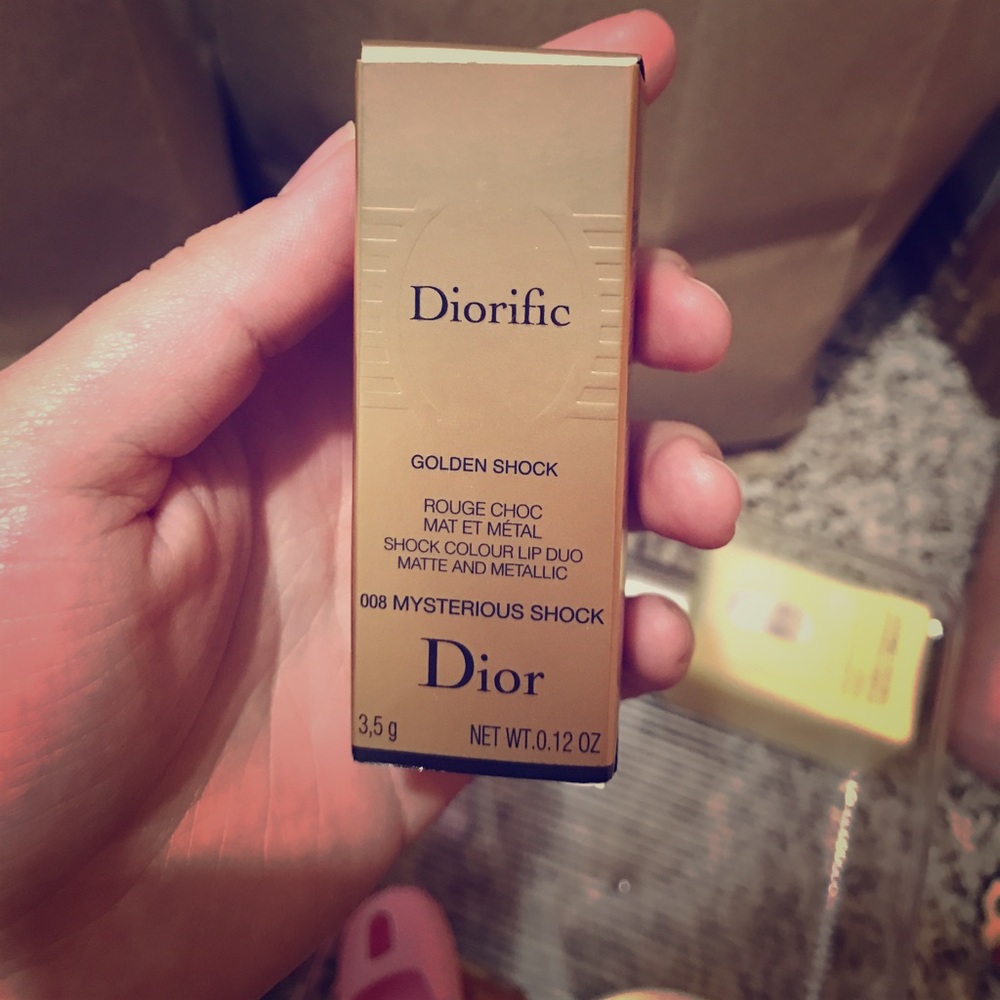 Diorific
GOLDEN SHOCK
ROUGE CHOC
MAT ET MÉTAL
SHOCK COLOUR LIP DUO
MATTE AND METALLIC
008 MYSTERIOUS SHOCK
Dior
3,5 g NET WT.0.12 OZ